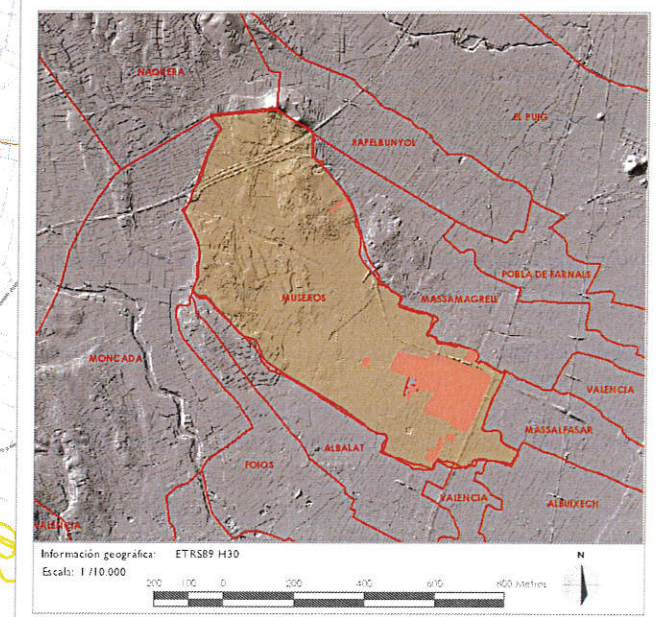 NAQUERA
EL PUIG
RAFELBUNYOL
POBLA DE FARNALS
MUSEROS
MASSAMAGRELL
MONCADA
VALENCIA
MASSALFASAR
ALBALAT
FOIOS
VALENCIA
ALBUIXECH
VALENCIA
Información geográfica: ETRS89 H30
Escala: 1 /10.000
N
200 100 0 200 400 600 800 Metros